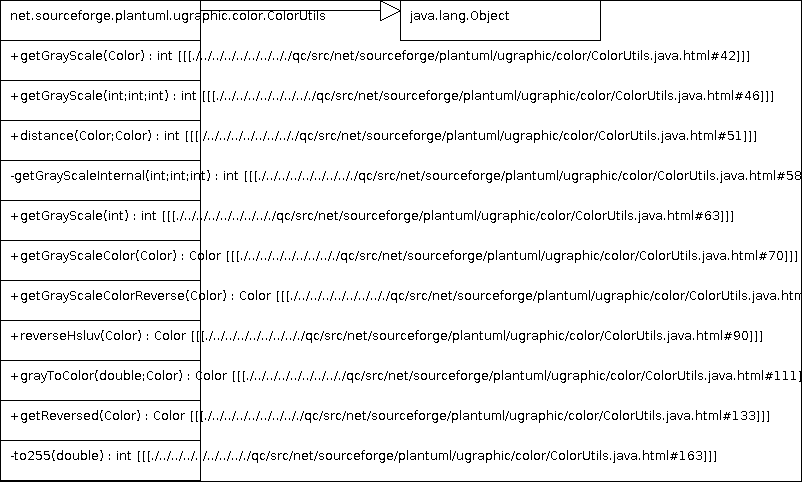 net.sourceforge.plantuml.ugraphic.color.ColorUtils
java.lang.Object
+getGrayScale(Color) : int [[[./../../../../../../../../qc/src/net/sourceforge/plantuml/ugraphic/color/ColorUtils.java.html#42]]]
+getGrayScale(int;int;int) : int [[[./../../../../../../../../qc/src/net/sourceforge/plantuml/ugraphic/color/ColorUtils.java.html#46]]]
+distance(Color;Color) : int [[[./../../../../../../../../qc/src/net/sourceforge/plantuml/ugraphic/color/ColorUtils.java.html#51]]]
-getGrayScaleInternal(int;int;int) : int [[[./../../../../../../../../qc/src/net/sourceforge/plantuml/ugraphic/color/ColorUtils.java.html#58
+getGrayScale(int) : int [[[./../../../../../../../../qc/src/net/sourceforge/plantuml/ugraphic/color/ColorUtils.java.html#63]]]
+getGrayScaleColor(Color) : Color [[[./../../../../../../../../qc/src/net/sourceforge/plantuml/ugraphic/color/ColorUtils.java.html#70]]]
+getGrayScaleColorReverse(Color) : Color [[[./../../../../../../../../qc/src/net/sourceforge/plantuml/ugraphic/color/ColorUtils.java.htm
+reverseHsluv(Color) : Color [[[./../../../../../../../../qc/src/net/sourceforge/plantuml/ugraphic/color/ColorUtils.java.html#90]]]
+grayToColor(double;Color) : Color [[[./../../../../../../../../qc/src/net/sourceforge/plantuml/ugraphic/color/ColorUtils.java.html#111]
+getReversed(Color) : Color [[[./../../../../../../../../qc/src/net/sourceforge/plantuml/ugraphic/color/ColorUtils.java.html#133]]]
-to255(double) : int [[[./../../../../../../../../qc/src/net/sourceforge/plantuml/ugraphic/color/ColorUtils.java.html#163]]]